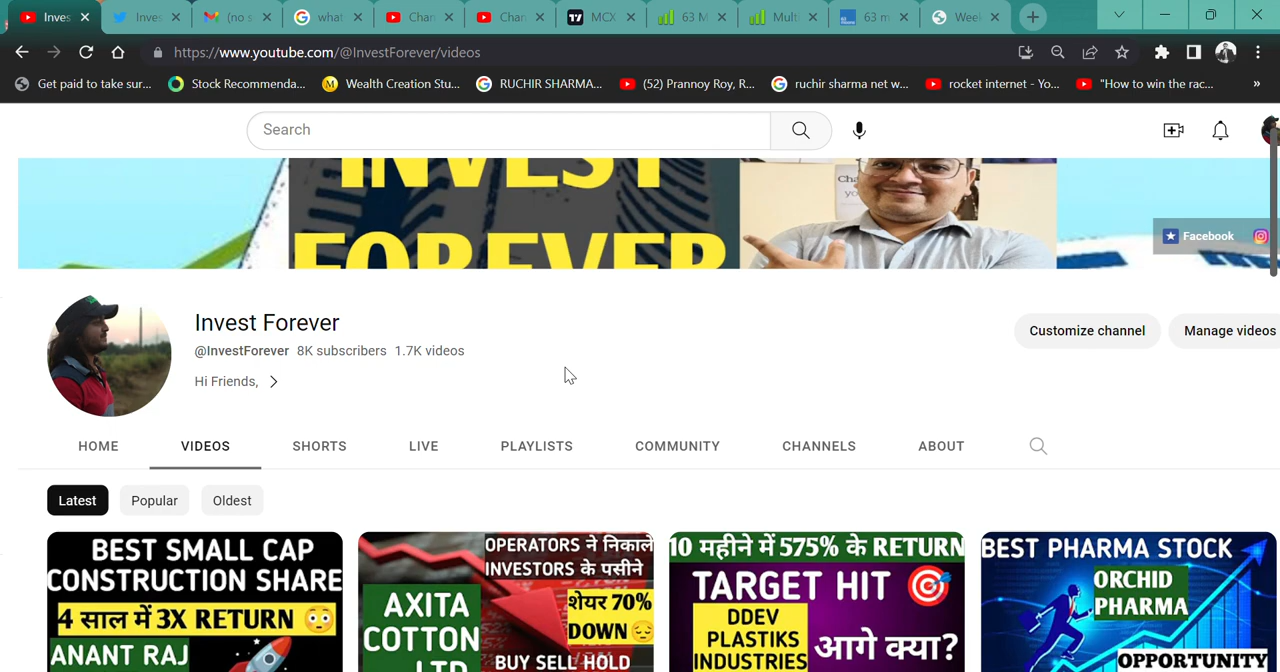 Inves
Inves
(no s
what
Chan
Chan
MCX
63 M
Multi
63 m
Week
https://www.youtube.com/@InvestForever/videos
Get paid to take sur...
Stock Recommenda...
Wealth Creation Stu...
RUCHIR SHARMA...
(52) Prannoy Roy, R...
ruchir sharma net w...
rocket internet - Yo...
"How to win the rac...
»
Search
INVEST
FOREVER
Facebook
Invest Forever
@InvestForever 8K subscribers 1.7K videos
Hi Friends,
Customize channel
Manage videos
HOME
VIDEOS
SHORTS
LIVE
PLAYLISTS
COMMUNITY
CHANNELS
ABOUT
Latest
Popular
Oldest
BEST SMALL CAP
CONSTRUCTION SHARE
4 साल में 3X RETURN
ANANT RAJ
OPERATORS ने निकाले
INVESTORS के पसीने
AXITA
COTTON
LTD
शेयर 70%
DOWN
BUY SELL HOLD
10 महीने में 575% के RETURN
TARGET HIT
DDEV
PLASTIKS
INDUSTRIES
आगे क्या?
BEST PHARMA STOCK
ORCHID
PHARMA
OPPORTUNITY